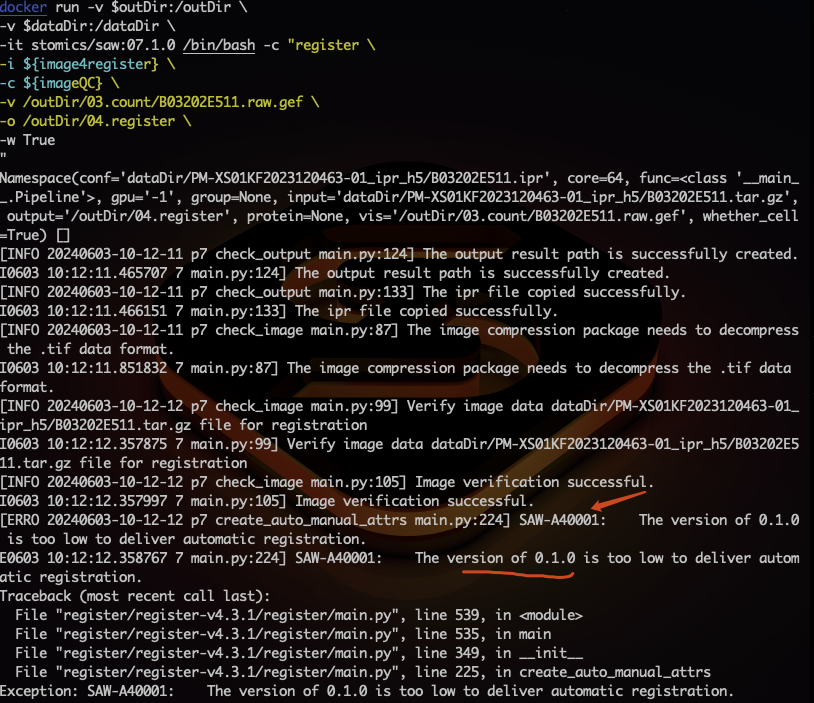 docker run -v $outDir:/outDir \
-v $dataDir:/dataDir \
-it stomics/saw:07.1.0 /bin/bash -c "register \
-i ${image4register} \
-c ${imageQC} \
-v /outDir/03.count/B03202E511.raw.gef \
-o /outDir/04.register \
-w True
"
Namespace(conf='dataDir/PM-XS01KF2023120463-01_ipr_h5/B03202E511.ipr', core=64, func=<class '__main_
_.Pipeline'>, gpu='-1', group=None, input='dataDir/PM-XS01KF2023120463-01_ipr_h5/B03202E511.tar.gz',
 output='/outDir/04.register', protein=None, vis='/outDir/03.count/B03202E511.raw.gef', whether_cell
=True) []
[INFO 20240603-10-12-11 p7 check_output main.py:124] The output result path is successfully created.
I0603 10:12:11.465707 7 main.py:124] The output result path is successfully created.
[INFO 20240603-10-12-11 p7 check_output main.py:133] The ipr file copied successfully.
I0603 10:12:11.466151 7 main.py:133] The ipr file copied successfully.
[INFO 20240603-10-12-11 p7 check_image main.py:87] The image compression package needs to decompress
 the .tif data format.
I0603 10:12:11.851832 7 main.py:87] The image compression package needs to decompress the .tif data
format.
[INFO 20240603-10-12-12 p7 check_image main.py:99] Verify image data dataDir/PM-XS01KF2023120463-01_
ipr_h5/B03202E511.tar.gz file for registration
I0603 10:12:12.357875 7 main.py:99] Verify image data dataDir/PM-XS01KF2023120463-01_ipr_h5/B03202E5
11.tar.gz file for registration
[INFO 20240603-10-12-12 p7 check_image main.py:105] Image verification successful.
I0603 10:12:12.357997 7 main.py:105] Image verification successful.
[ERRO 20240603-10-12-12 p7 create_auto_manual_attrs main.py:224] SAW-A40001:    The version of 0.1.0
 is too low to deliver automatic registration.
E0603 10:12:12.358767 7 main.py:224] SAW-A40001:    The version of 0.1.0 is too low to deliver autom
atic registration.
Traceback (most recent call last):
  File "register/register-v4.3.1/register/main.py", line 539, in <module>
  File "register/register-v4.3.1/register/main.py", line 535, in main
  File "register/register-v4.3.1/register/main.py", line 349, in __init__
  File "register/register-v4.3.1/register/main.py", line 225, in create_auto_manual_attrs
Exception: SAW-A40001:    The version of 0.1.0 is too low to deliver automatic registration.